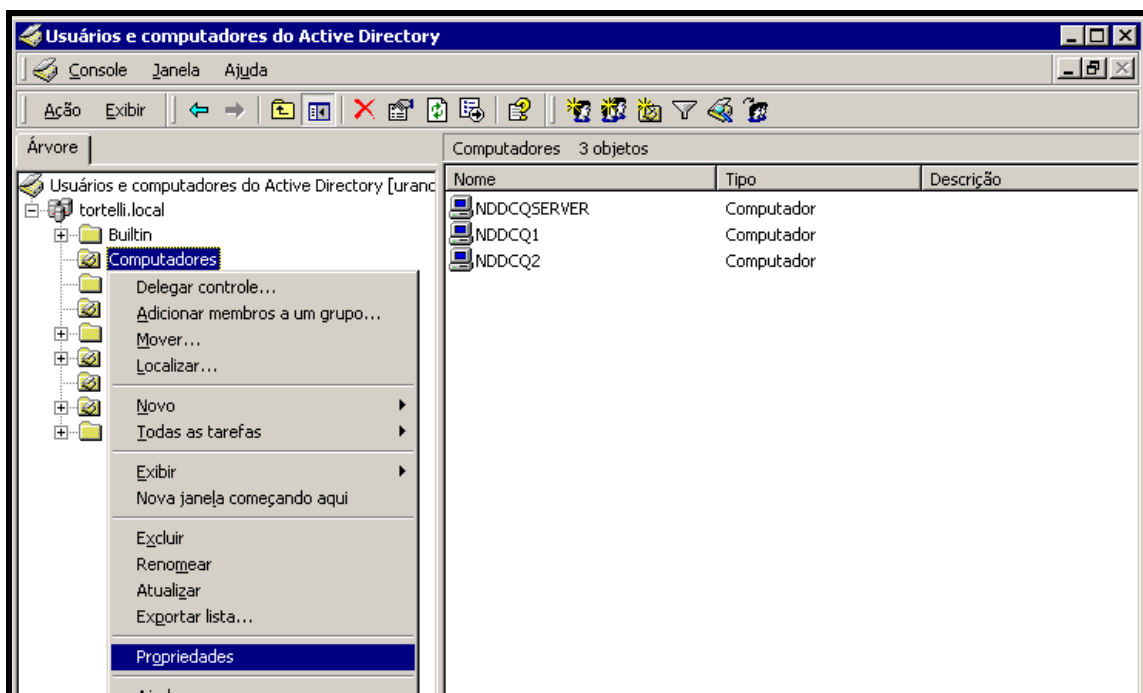 Usuários e computadores do Active Directory
Console Janela Ajuda
Ação Exibir
Árvore
Computadores 3 objetos
Usuários e computadores do Active Directory [uranc
Nome Tipo Descrição
tortelli.local
NDDCQSERVER Computador
Builtin
NDDCQ1 Computador
Computadores
NDDCQ2 Computador
Delegar controle...
Adicionar membros a um grupo...
Mover...
Localizar...
Novo
Todas as tarefas
Exibir
Nova janela começando aqui
Excluir
Renomear
Atualizar
Exportar lista...
Propriedades